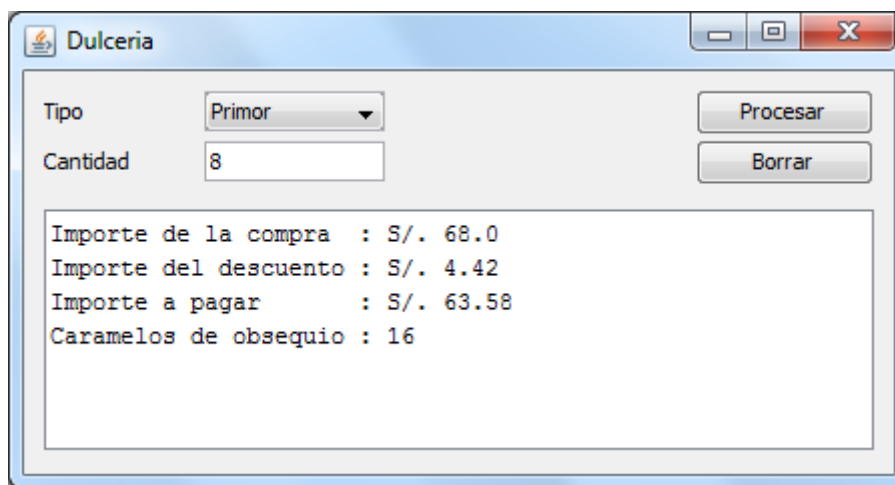 Dulceria
Tipo Primor Procesar
Cantidad 8 Borrar
Importe de la compra : S/. 68.0
Importe del descuento : S/. 4.42
Importe a pagar : S/. 63.58
Caramelos de obsequio : 16